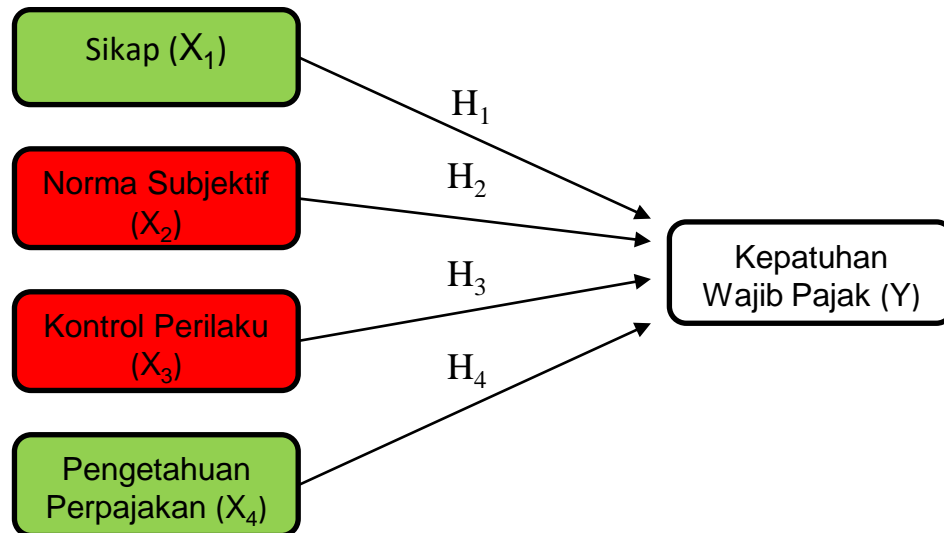 Sikap (X₁)
H₁
Norma Subjektif
(X₂)
H₂
Kontrol Perilaku
(X₃)
H₃
Pengetahuan
Perpajakan (X₄)
H₄
Kepatuhan
Wajib Pajak (Y)